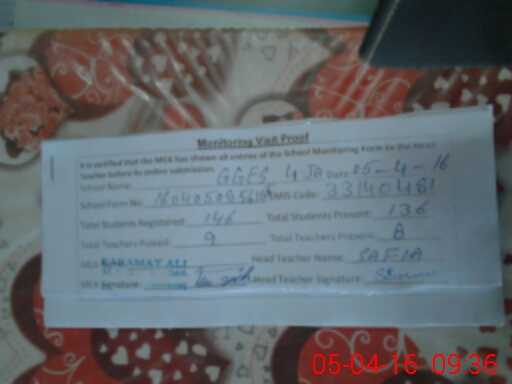 Monitoring Visit Proof
It is certified that the MEA has shown all entries of the School Monitoring Form to the Head
Teacher before its online submission.
School Name GGES 4 JA Date 05-4-16
School Form No. EMIS Code: 33140481
Total Students Registered: 146 Total Students Present: 136
Total Teachers Posted: 9 Total Teachers Present: 8
MEA KARAMAT ALI Head Teacher Name: SAFIA
MEA Signature Head Teacher Signature:
05-04-16 09:36